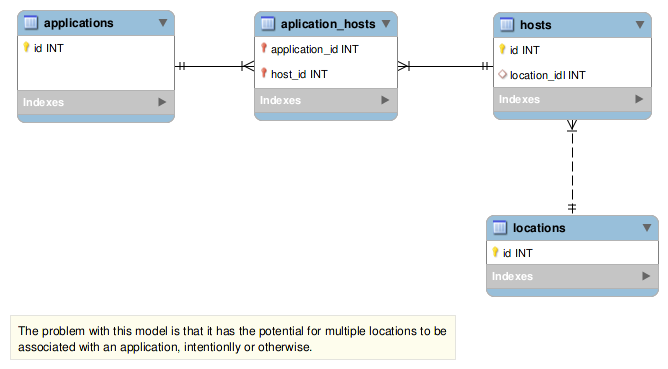 applications
id INT
Indexes
aplication_hosts
application_id INT
host_id INT
Indexes
hosts
id INT
location_idl INT
Indexes
locations
id INT
Indexes
The problem with this model is that it has the potential for multiple locations to be
associated with an application, intentionlly or otherwise.